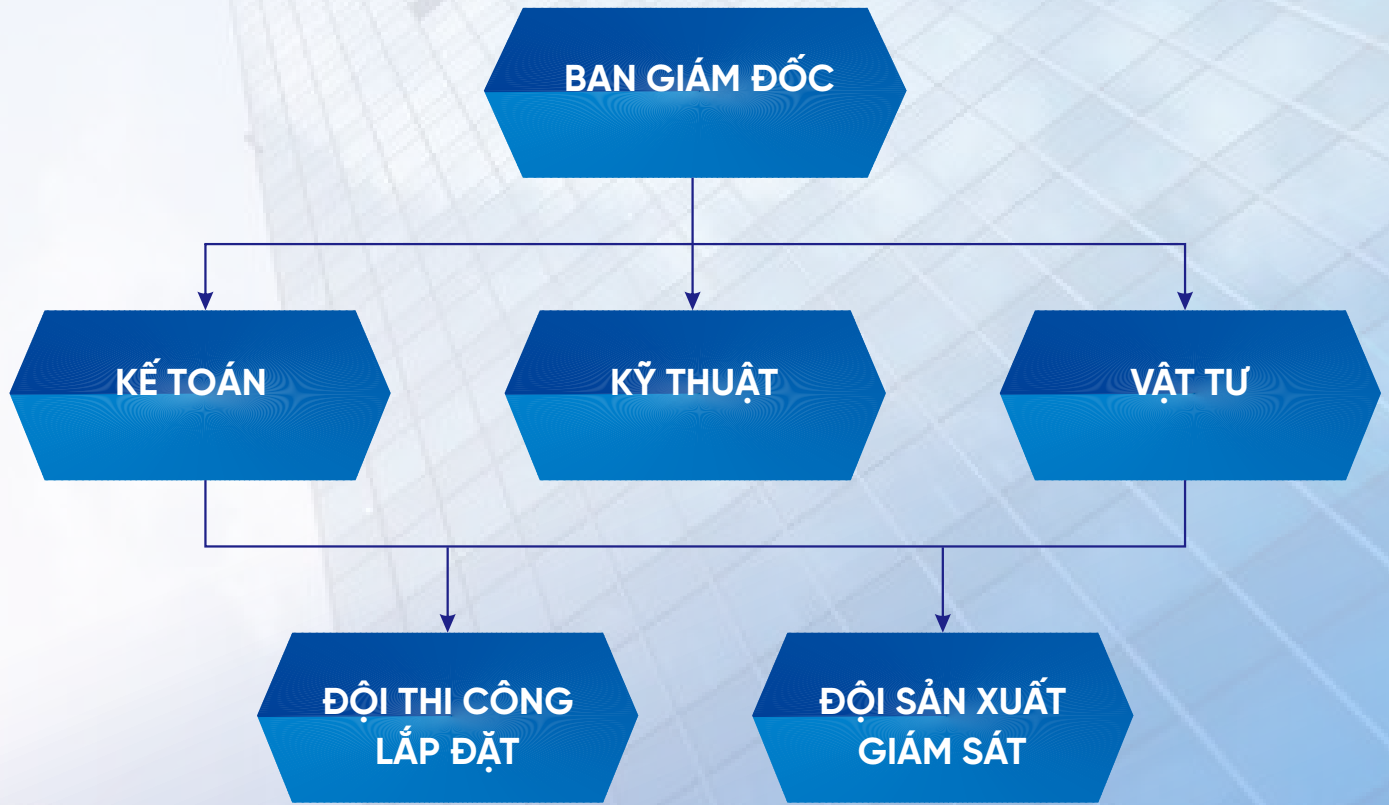 BAN GIÁM ĐỐC
KẾ TOÁN
KỸ THUẬT
VẬT TƯ
ĐỘI THI CÔNG
LẮP ĐẶT
ĐỘI SẢN XUẤT
GIÁM SÁT